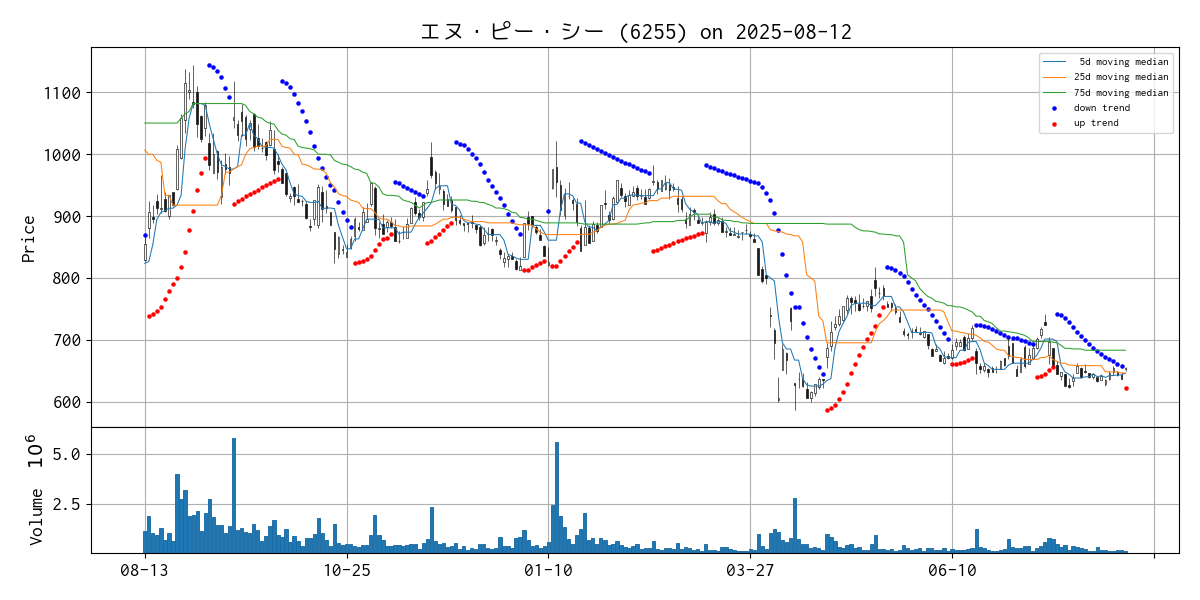 エヌ・ピー・シー (6255) on 2025-08-12
5d moving median
25d moving median
75d moving median
down trend
up trend
Price
1100
1000
900
800
700
600
Volume 10^6
5.0
2.5
08-13 10-25 01-10 03-27 06-10